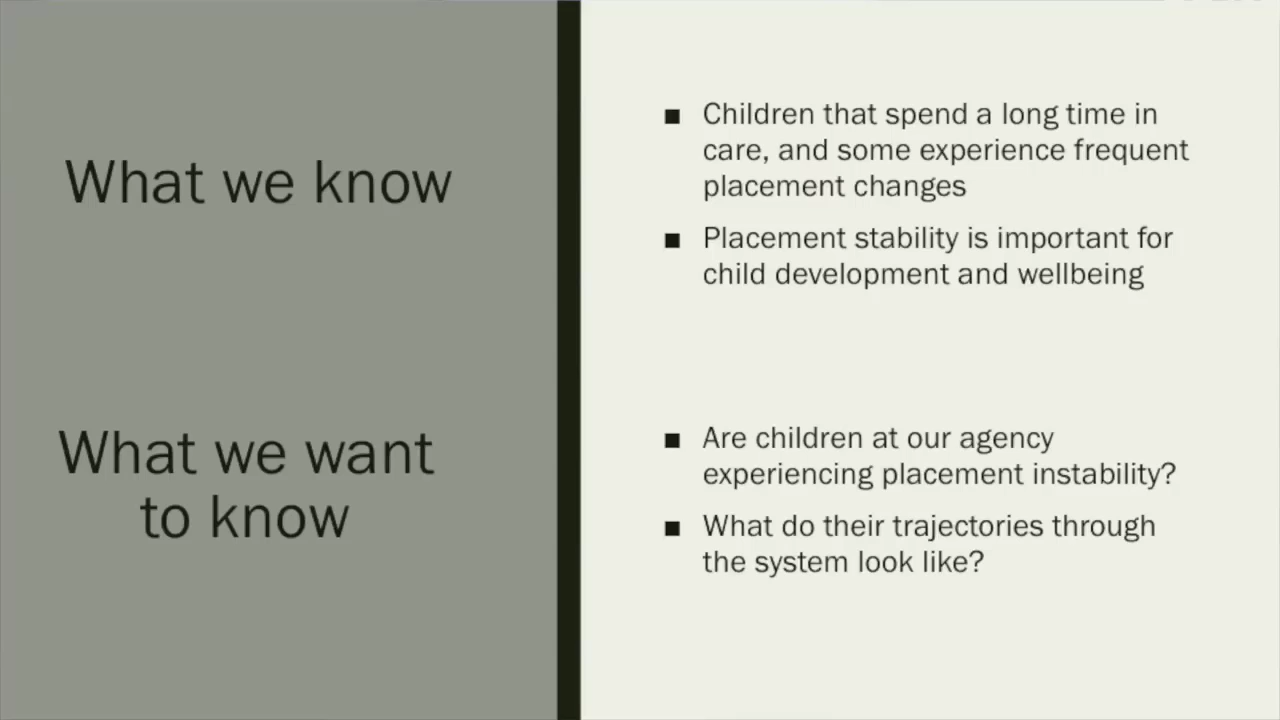 What we know
■ Children that spend a long time in
care, and some experience frequent
placement changes
■ Placement stability is important for
child development and wellbeing
What we want
to know
■ Are children at our agency
experiencing placement instability?
■ What do their trajectories through
the system look like?